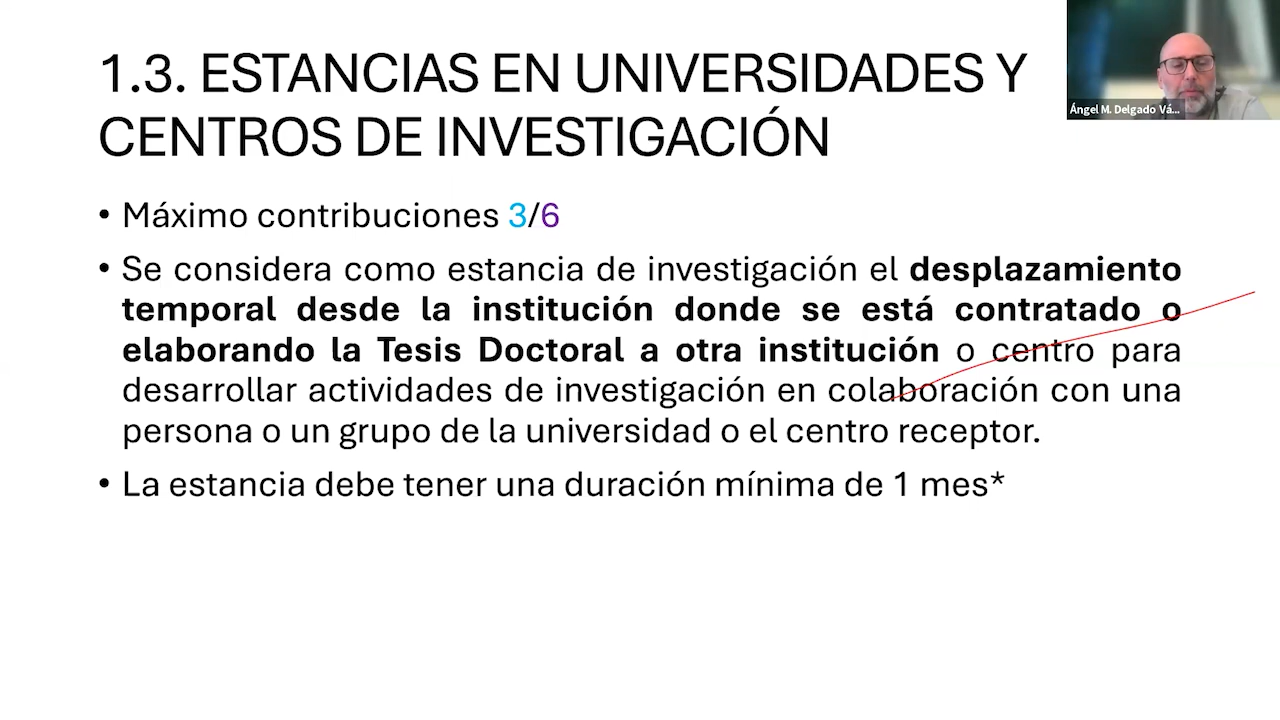 1.3. ESTANCIAS EN UNIVERSIDADES Y
CENTROS DE INVESTIGACIÓN
Ángel M. Delgado Vá...
• Máximo contribuciones 3/6
• Se considera como estancia de investigación el desplazamiento
temporal desde la institución donde se está contratado o
elaborando la Tesis Doctoral a otra institución o centro para
desarrollar actividades de investigación en colaboración con una
persona o un grupo de la universidad o el centro receptor.
• La estancia debe tener una duración mínima de 1 mes*